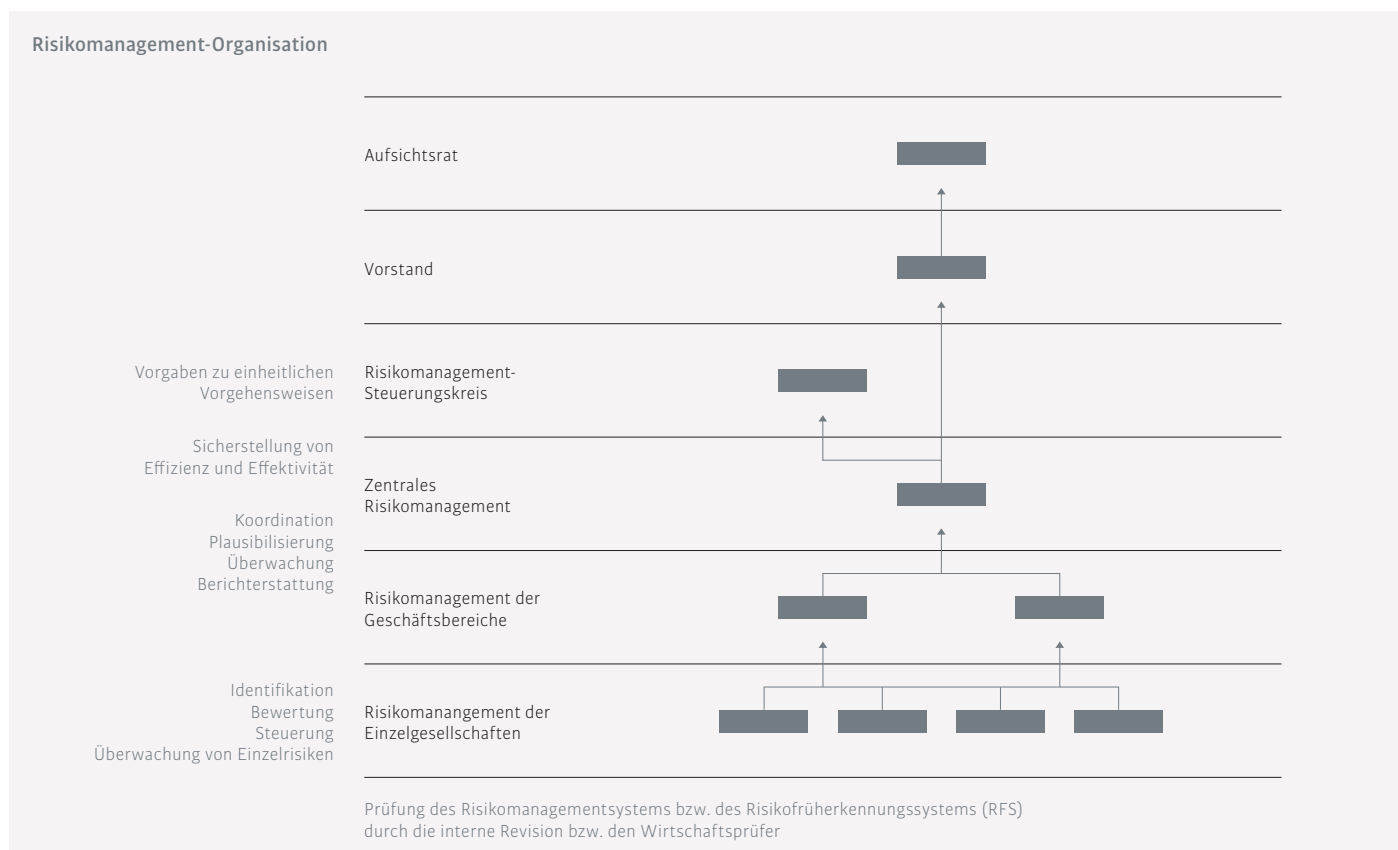 Risikomanagement-Organisation
Aufsichtsrat
Vorstand
Vorgaben zu einheitlichen
Vorgehensweisen
Risikomanagement-
Steuerungskreis
Sicherstellung von
Effizienz und Effektivität
Zentrales
Risikomanagement
Koordination
Plausibilisierung
Überwachung
Berichterstattung
Risikomanagement der
Geschäftsbereiche
Identifikation
Bewertung
Steuerung
Überwachung von Einzelrisiken
Risikomanangement der
Einzelgesellschaften
Prüfung des Risikomanagementsystems bzw. des Risikofrüherkennungssystems (RFS)
durch die interne Revision bzw. den Wirtschaftsprüfer